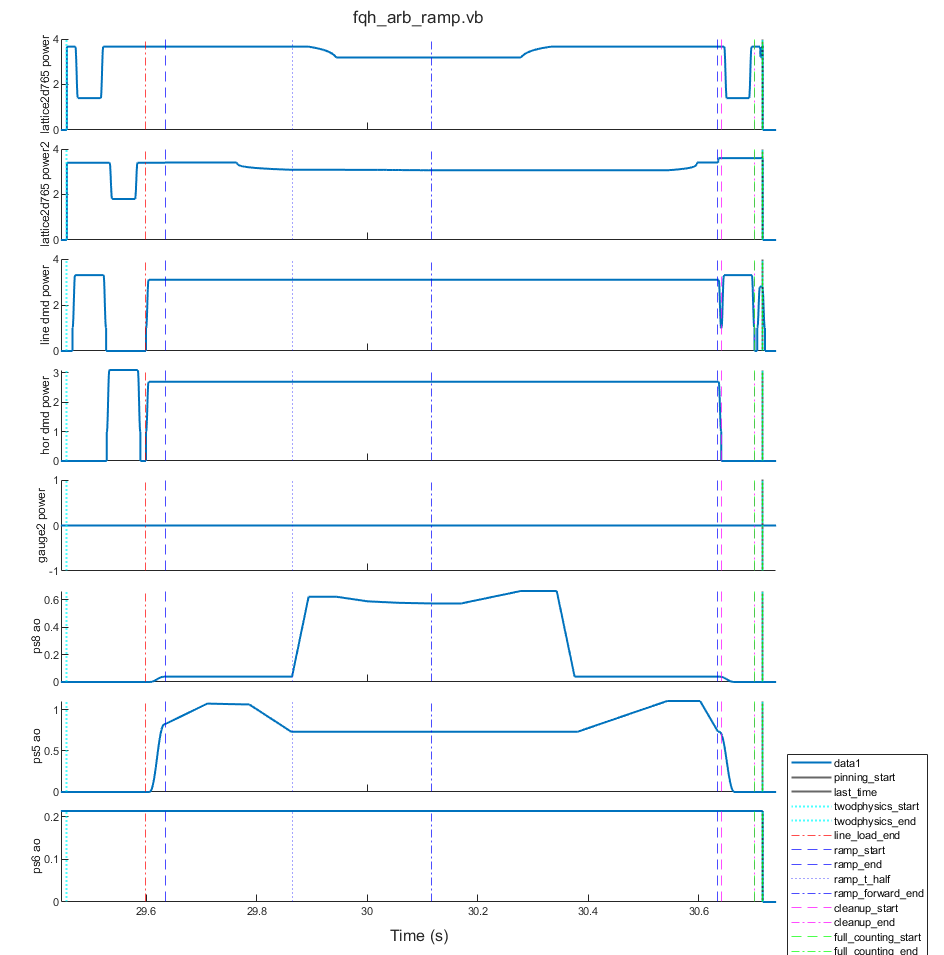 fqh_arb_ramp.vb
lattice2d765 power
4
2
0
lattice2d765 power2
4
2
0
line dmd power
4
2
0
hor dmd power
3
2
1
0
gauge2 power
1
0
-1
ps8 ao
0.6
0.4
0.2
0
ps5 ao
1
0.5
0
ps6 ao
0.2
0.1
0
29.6 29.8 30 30.2 30.4 30.6
Time (s)
data1
pinning_start
last_time
twodphysics_start
twodphysics_end
line_load_end
ramp_start
ramp_end
ramp_t_half
ramp_forward_end
cleanup_start
cleanup_end
full_counting_start
full_counting_end